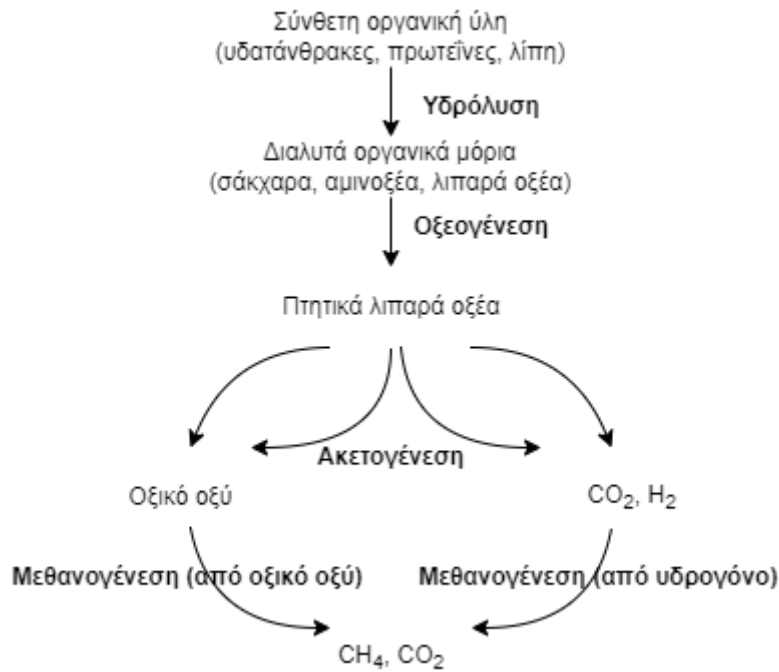 Σύνθετη οργανική ύλη
(υδατάνθρακες, πρωτεΐνες, λίπη)
Υδρόλυση
Διαλυτά οργανικά μόρια
(σάκχαρα, αμινοξέα, λιπαρά οξέα)
Οξεογένεση
Πτητικά λιπαρά οξέα
Ακετογένεση
Οξικό οξύ
CO₂, H₂
Μεθανογένεση (από οξικό οξύ)
Μεθανογένεση (από υδρογόνο)
CH₄, CO₂